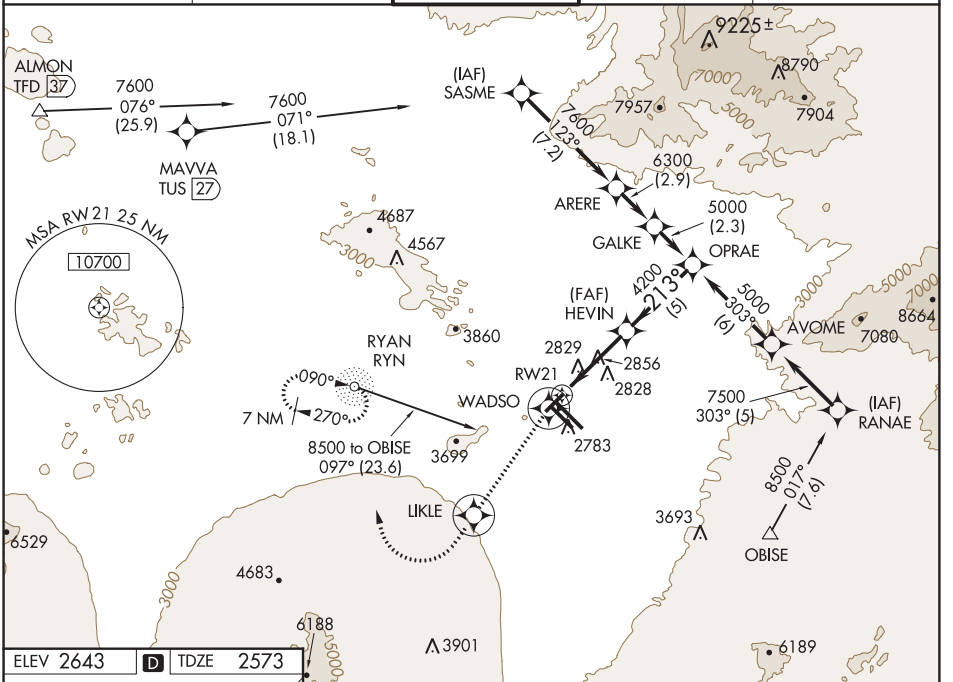 ALMON
TFD 37
7600
076°
(25.9)
7600
071°
(18.1)
MAVVA
TUS 27
(IAF)
SASME
7600
123°
(7.2)
9225±
8790
7000
7957
7904
5000
ARERE
6300
(2.9)
GALKE
5000
(2.3)
OPRAE
MSA RW 21 25 NM
10700
4687
4567
3000
3860
(FAF)
HEVIN
4200
213°
(5)
5000
303°
(6)
3000
5000
7000
8664
7080
AVOME
RYAN
RYN
090°
270°
7 NM
8500 to OBISE
097° (23.6)
3699
RW21
2829
2856
2828
WADSO
2783
7500
303° (5)
(IAF)
RANAE
8500
017°
(7.6)
OBISE
3693
LIKLE
6529
3000
4683
6188
5000
3901
6189
ELEV 2643 D TDZE 2573